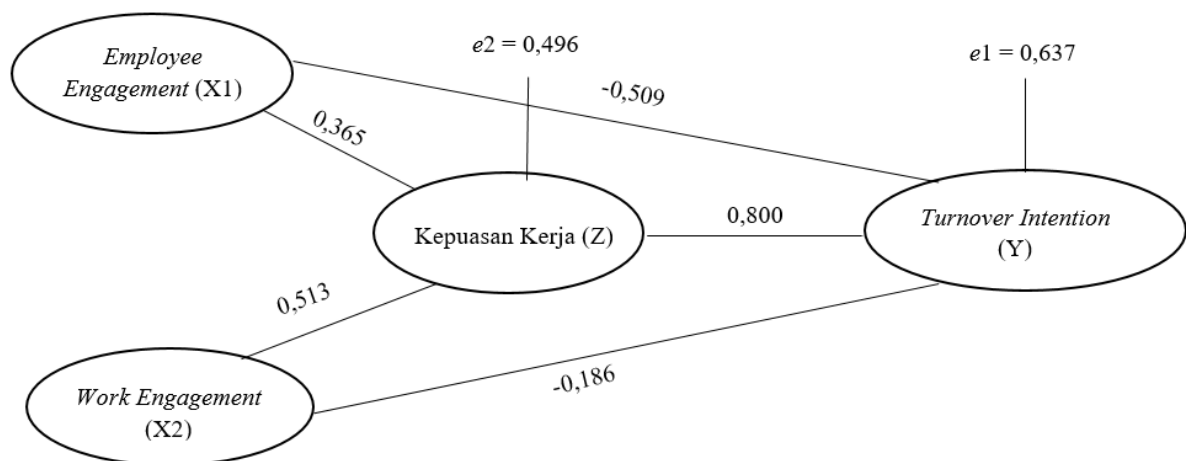 Employee
Engagement (X1)
e2 = 0,496
e1 = 0,637
-0,509
0,365
Kepuasan Kerja (Z)
0,800
Turnover Intention
(Y)
0,513
-0,186
Work Engagement
(X2)